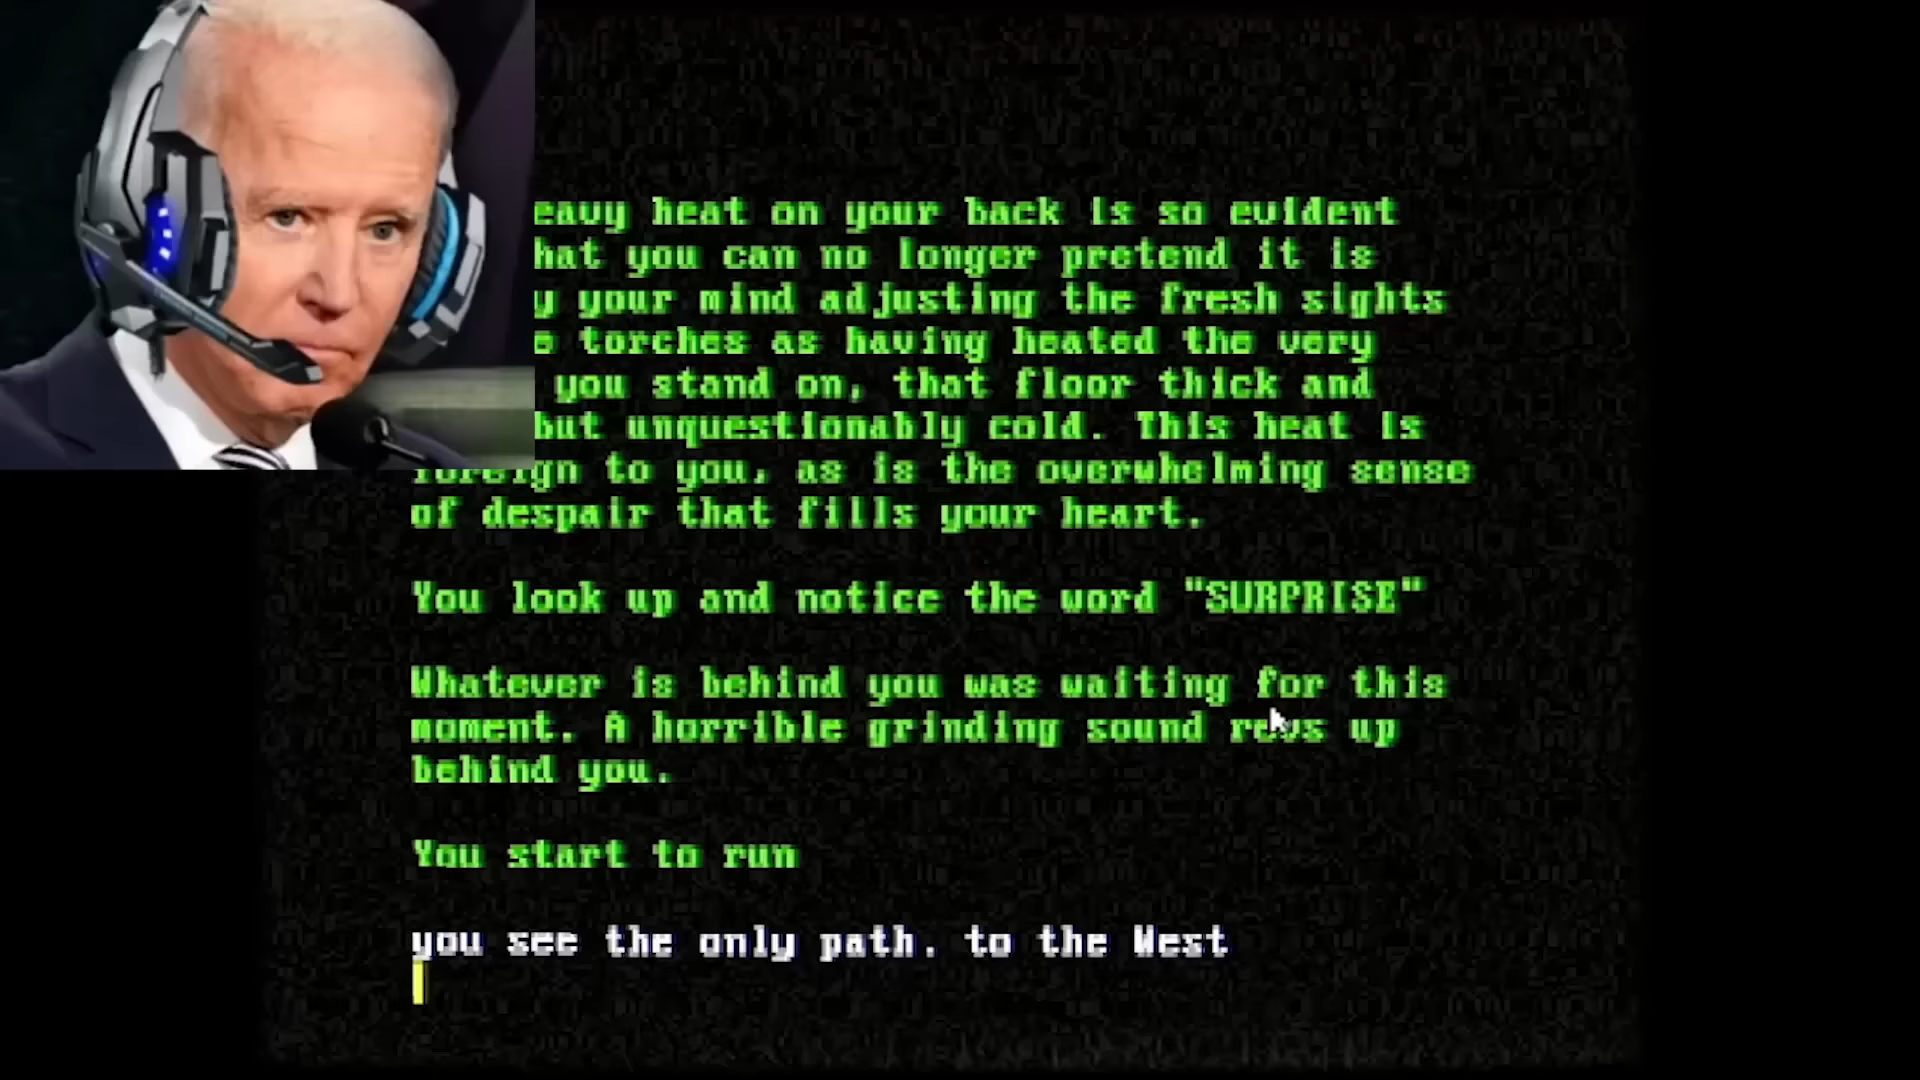 eavy heat on your back is so evident
hat you can no longer pretend it is
y your mind adjusting the fresh sights
torches as having heated the very
you stand on, that floor thick and
but unquestionably cold. This heat is
foreign to you, as is the overwhelming sense
of despair that fills your heart.
You look up and notice the word "SURPRISE"
Whatever is behind you was waiting for this
moment. A horrible grinding sound revs up
behind you.
You start to run
you see the only path. to the West